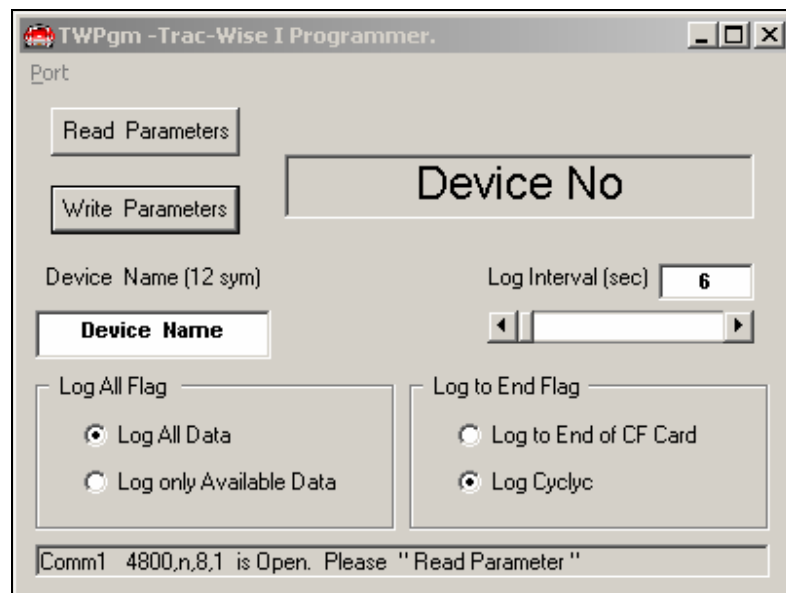 TWPgm -Trac-Wise I Programmer.
Port
Read Parameters
Device No
Write Parameters
Device Name (12 sym)
Log Interval (sec) 6
Device Name
Log All Flag
Log All Data
Log only Available Data
Log to End Flag
Log to End of CF Card
Log Cyclyc
Comm1 4800,n,8,1 is Open. Please "Read Parameter"